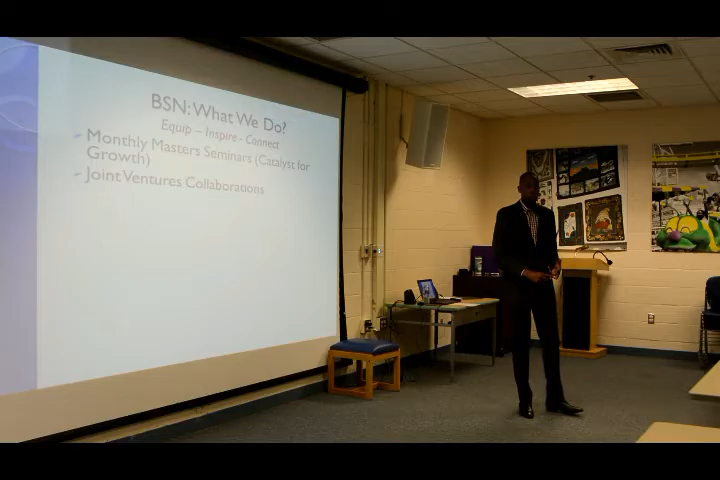 BSN: What We Do?
Equip – Inspire - Connect
Monthly Masters Seminars (Catalyst for
Growth)
Joint Ventures Collaborations